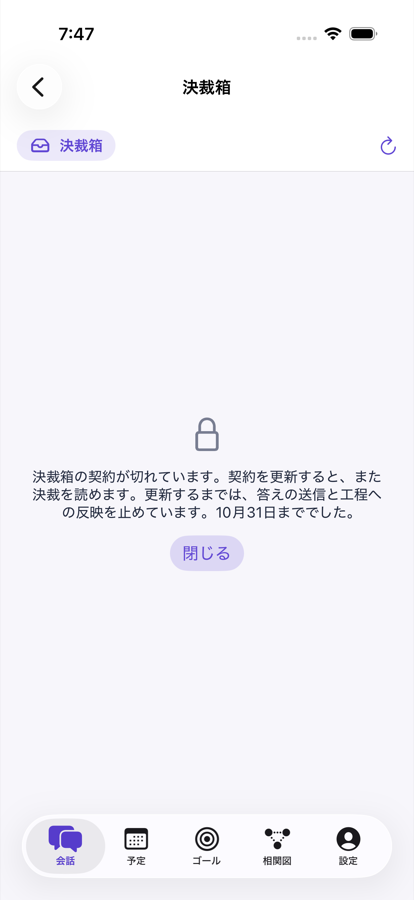 7:47
決裁箱
決裁箱
決裁箱の契約が切れています。契約を更新すると、また
決裁を読めます。更新するまでは、答えの送信と工程へ
の反映を止めています。10月31日まででした。
閉じる
会話
予定
ゴール
相関図
設定